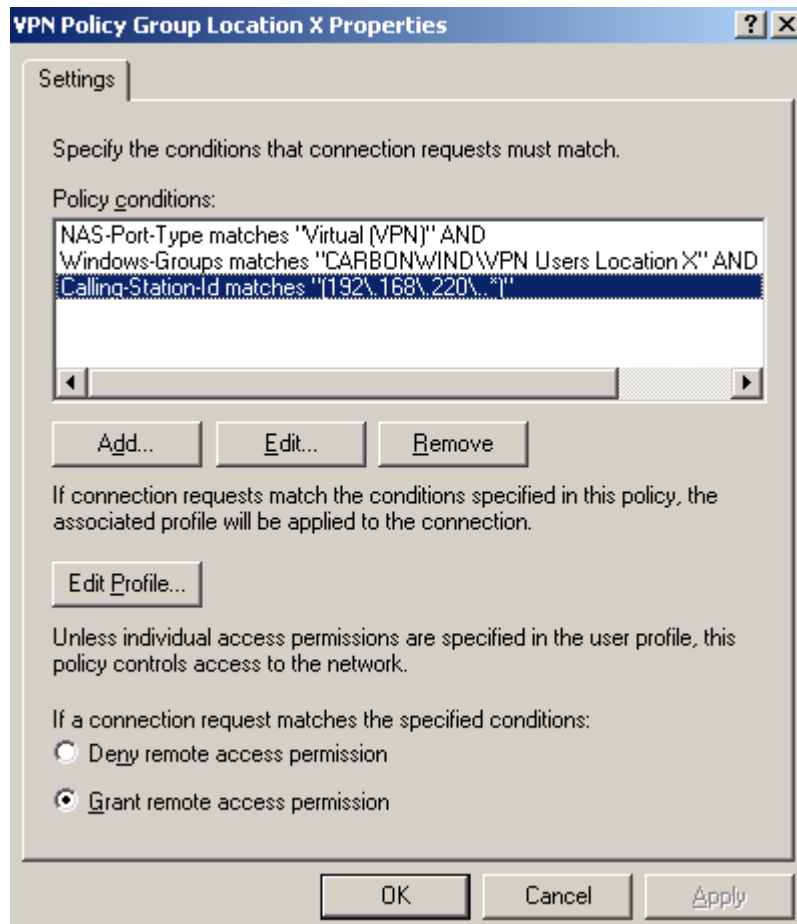 VPN Policy Group Location X Properties
Settings
Specify the conditions that connection requests must match.
Policy conditions:
NAS-Port-Type matches "Virtual (VPN)" AND
Windows-Groups matches "CARBONWIND\VPN Users Location X" AND
Calling-Station-Id matches "(192\.168\.220\..*)"
Add... Edit... Remove
If connection requests match the conditions specified in this policy, the
associated profile will be applied to the connection.
Edit Profile...
Unless individual access permissions are specified in the user profile, this
policy controls access to the network.
If a connection request matches the specified conditions:
Deny remote access permission
Grant remote access permission
OK Cancel Apply